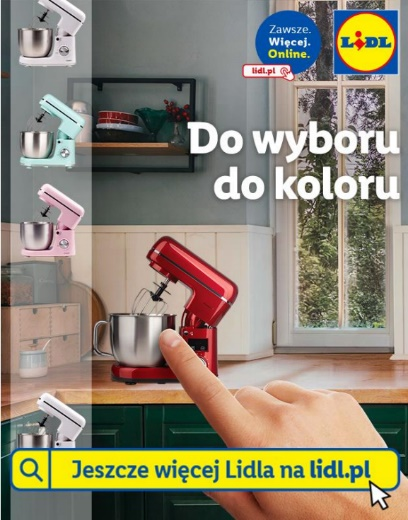 Zawsze.
Więcej.
Online.
lidl.pl
LIDL
Do wyboru
do koloru
Jeszcze więcej Lidla na lidl.pl